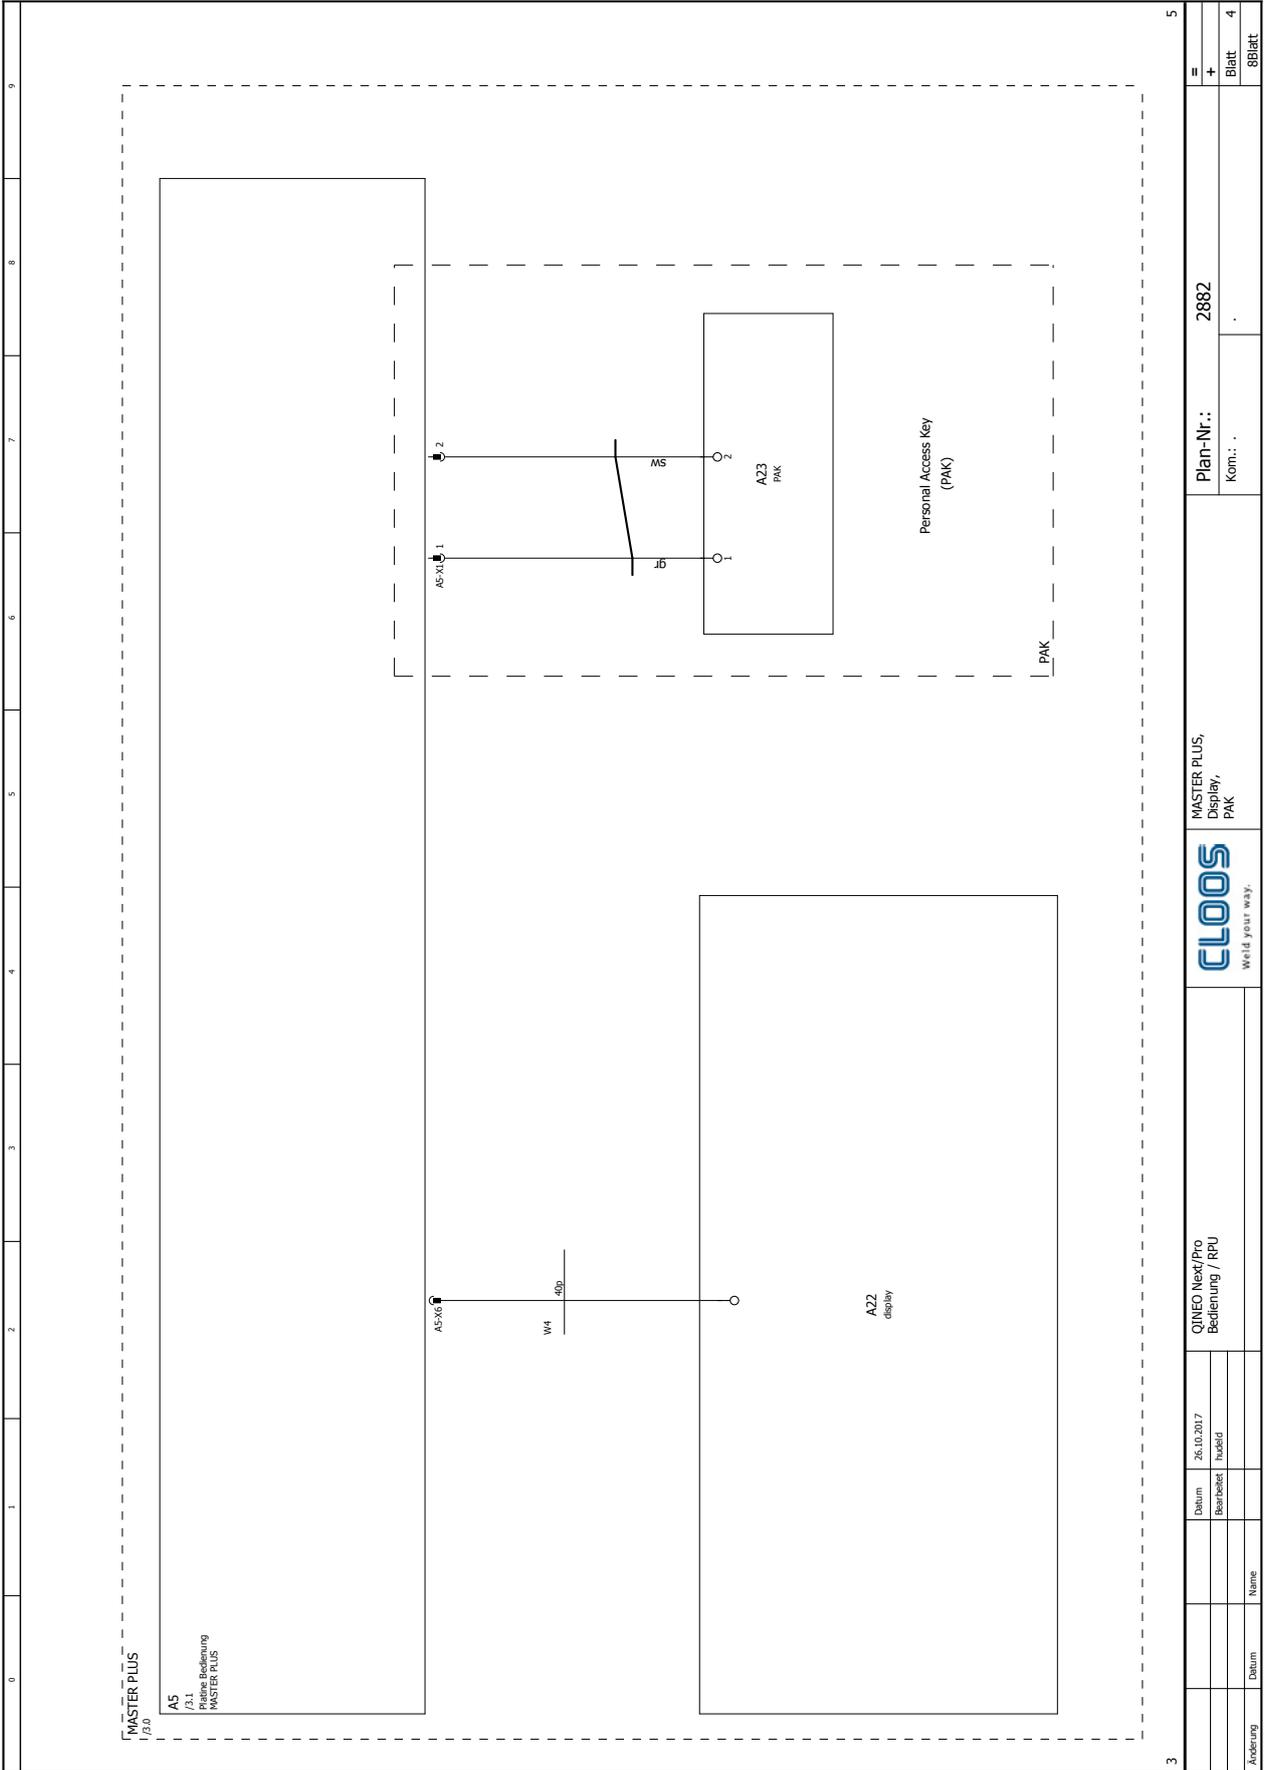 0 1 2 3 4 5 6 7 8 9
MASTER PLUS
/3.0
A5
/3.1
Platine Bedienung
MASTER PLUS
A5-X6
W4
40p
A22
display
A5-X1
1
2
gr
sw
1
2
A23
PAK
Personal Access Key
(PAK)
PAK
3
5
Änderung
Datum
Name
Datum
26.10.2017
Bearbeitet
hudeld
QINEO Next/Pro
Bedienung / RPU
CLOOS
Weld your way.
MASTER PLUS,
Display,
PAK
Plan-Nr.:
2882
Kom.: .
.
=
+
Blatt
4
8Blatt